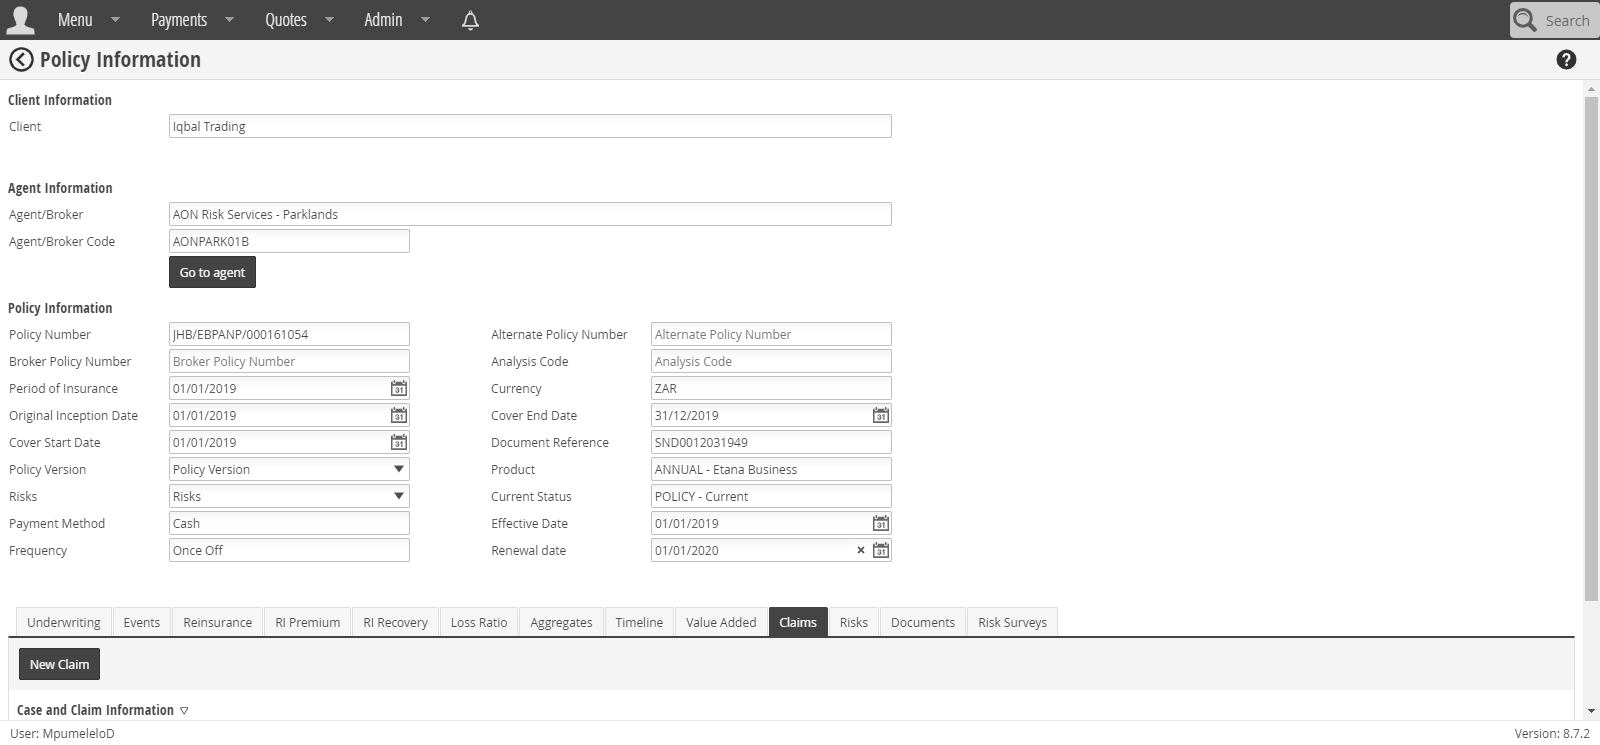 Menu Payments Quotes Admin Search
Policy Information
Client Information
Client Iqbal Trading
Agent Information
Agent/Broker AON Risk Services - Parklands
Agent/Broker Code AONPARK01B
Go to agent
Policy Information
Policy Number JHB/EBPANP/000161054 Alternate Policy Number Alternate Policy Number
Broker Policy Number Broker Policy Number Analysis Code Analysis Code
Period of Insurance 01/01/2019 31 Currency ZAR
Original Inception Date 01/01/2019 31 Cover End Date 31/12/2019 31
Cover Start Date 01/01/2019 31 Document Reference SND0012031949
Policy Version Policy Version Product ANNUAL - Etana Business
Risks Risks Current Status POLICY - Current
Payment Method Cash Effective Date 01/01/2019 31
Frequency Once Off Renewal date 01/01/2020 × 31
Underwriting Events Reinsurance RI Premium RI Recovery Loss Ratio Aggregates Timeline Value Added Claims Risks Documents Risk Surveys
New Claim
Case and Claim Information
User: MpumeleloD Version: 8.7.2